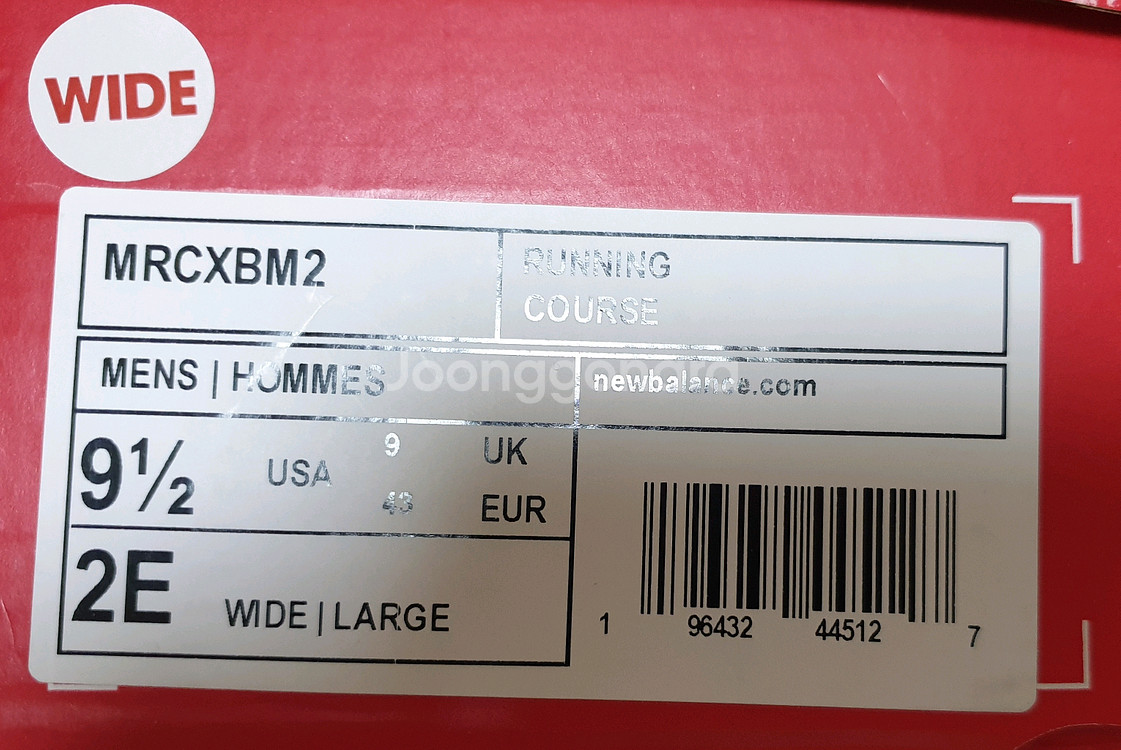 WIDE
MRCXBM2
RUNNING
COURSE
MENS | HOMMES
newbalance.com
9½ USA 9 UK
43 EUR
2E WIDE | LARGE
1 96432 44512 7
Joonggonara